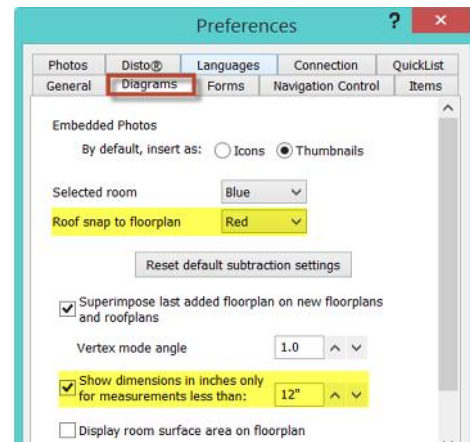 Preferences ? ×
Photos Disto® Languages Connection QuickList
General Diagrams Forms Navigation Control Items
Embedded Photos
By default, insert as: Icons Thumbnails
Selected room Blue
Roof snap to floorplan Red
Reset default subtraction settings
Superimpose last added floorplan on new floorplans
and roofplans
Vertex mode angle 1.0
Show dimensions in inches only
for measurements less than: 12"
Display room surface area on floorplan